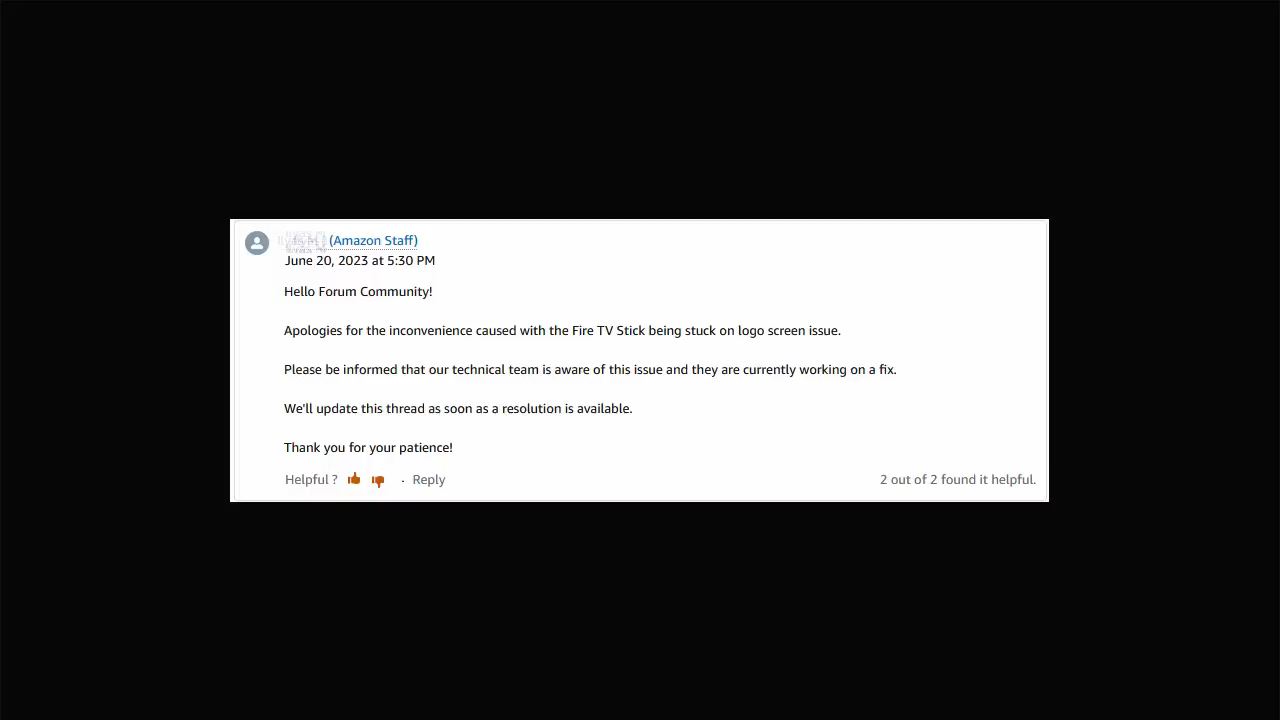 (Amazon Staff)
June 20, 2023 at 5:30 PM
Hello Forum Community!
Apologies for the inconvenience caused with the Fire TV Stick being stuck on logo screen issue.
Please be informed that our technical team is aware of this issue and they are currently working on a fix.
We'll update this thread as soon as a resolution is available.
Thank you for your patience!
Helpful ? · Reply 2 out of 2 found it helpful.